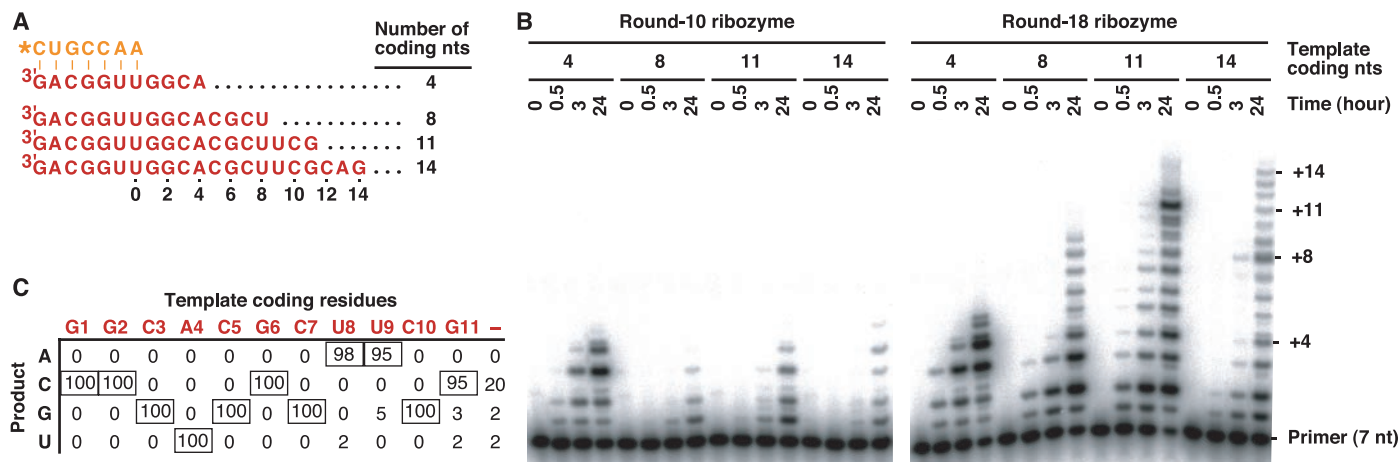 A
Number of
coding nts
*CUGCCAA
3'GACGGUUGGCA ................ 4
3'GACGGUUGGCACGCU .......... 8
3'GACGGUUGGCACGCUUCG ....... 11
3'GACGGUUGGCACGCUUCGCAG ... 14
0 2 4 6 8 10 12 14
B
Round-10 ribozyme Round-18 ribozyme
4 8 11 14 4 8 11 14 Template coding nts
0 0.5 3 24 0 0.5 3 24 0 0.5 3 24 0 0.5 3 24 0 0.5 3 24 0 0.5 3 24 0 0.5 3 24 0 0.5 3 24 Time (hour)
+14
+11
+8
+4
Primer (7 nt)
C
Template coding residues
G1 G2 C3 A4 C5 G6 C7 U8 U9 C10 G11 –
Product
A 0 0 0 0 0 0 0 98 95 0 0 0
C 100 100 0 0 0 100 0 0 0 0 95 20
G 0 0 100 0 100 0 100 0 5 100 3 2
U 0 0 0 100 0 0 0 2 0 0 2 2